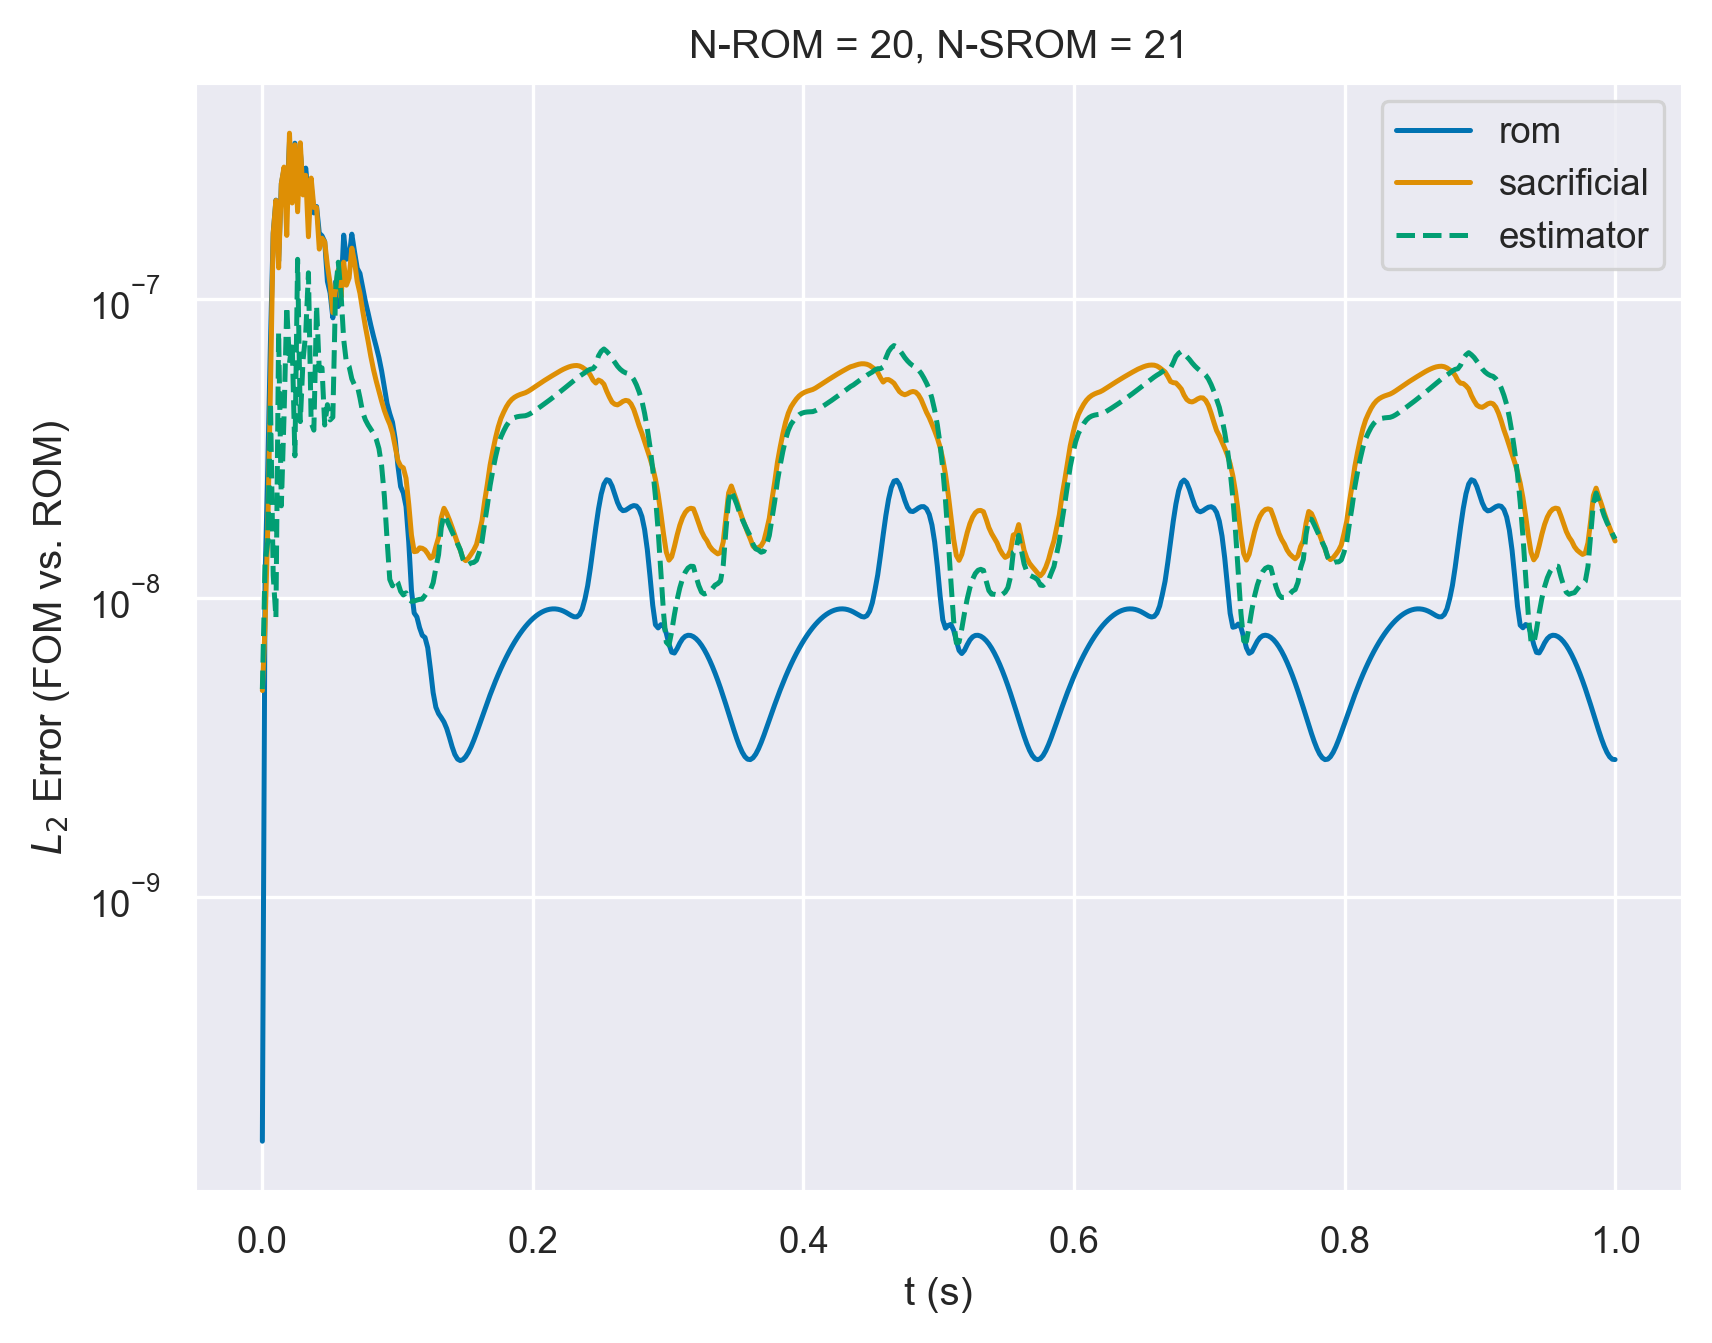 N-ROM = 20, N-SROM = 21
rom
sacrificial
estimator
L₂ Error (FOM vs. ROM)
10⁻⁷
10⁻⁸
10⁻⁹
0.0 0.2 0.4 0.6 0.8 1.0
t (s)